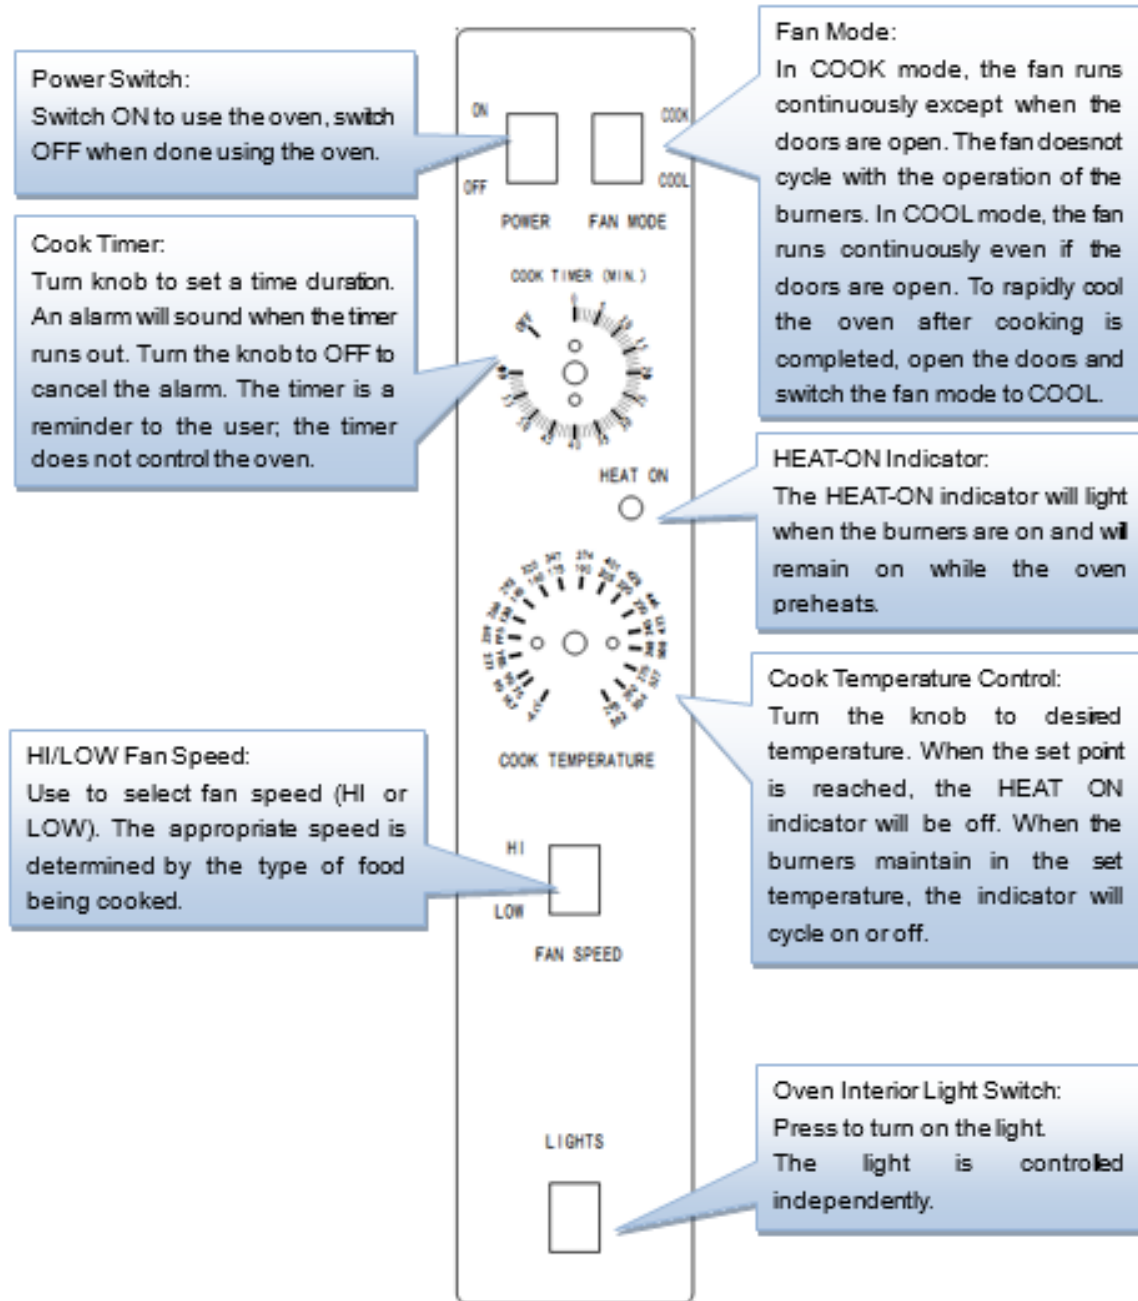 Power Switch:
Switch ON to use the oven, switch
OFF when done using the oven.
Cook Timer:
Turn knob to set a time duration.
An alarm will sound when the timer
runs out. Turn the knob to OFF to
cancel the alarm. The timer is a
reminder to the user; the timer
does not control the oven.
HI/LOW Fan Speed:
Use to select fan speed (HI or
LOW). The appropriate speed is
determined by the type of food
being cooked.
ON
OFF
POWER
COOK
COOL
FAN MODE
COOK TIMER (MIN.)
OFF
0
HEAT ON
COOK TEMPERATURE
HI
LOW
FAN SPEED
LIGHTS
Fan Mode:
In COOK mode, the fan runs
continuously except when the
doors are open. The fan doesnot
cycle with the operation of the
burners. In COOL mode, the fan
runs continuously even if the
doors are open. To rapidly cool
the oven after cooking is
completed, open the doors and
switch the fan mode to COOL.
HEAT-ON Indicator:
The HEAT-ON indicator will light
when the burners are on and will
remain on while the oven
preheats.
Cook Temperature Control:
Turn the knob to desired
temperature. When the set point
is reached, the HEAT ON
indicator will be off. When the
burners maintain in the set
temperature, the indicator will
cycle on or off.
Oven Interior Light Switch:
Press to turn on the light.
The light is controlled
independently.